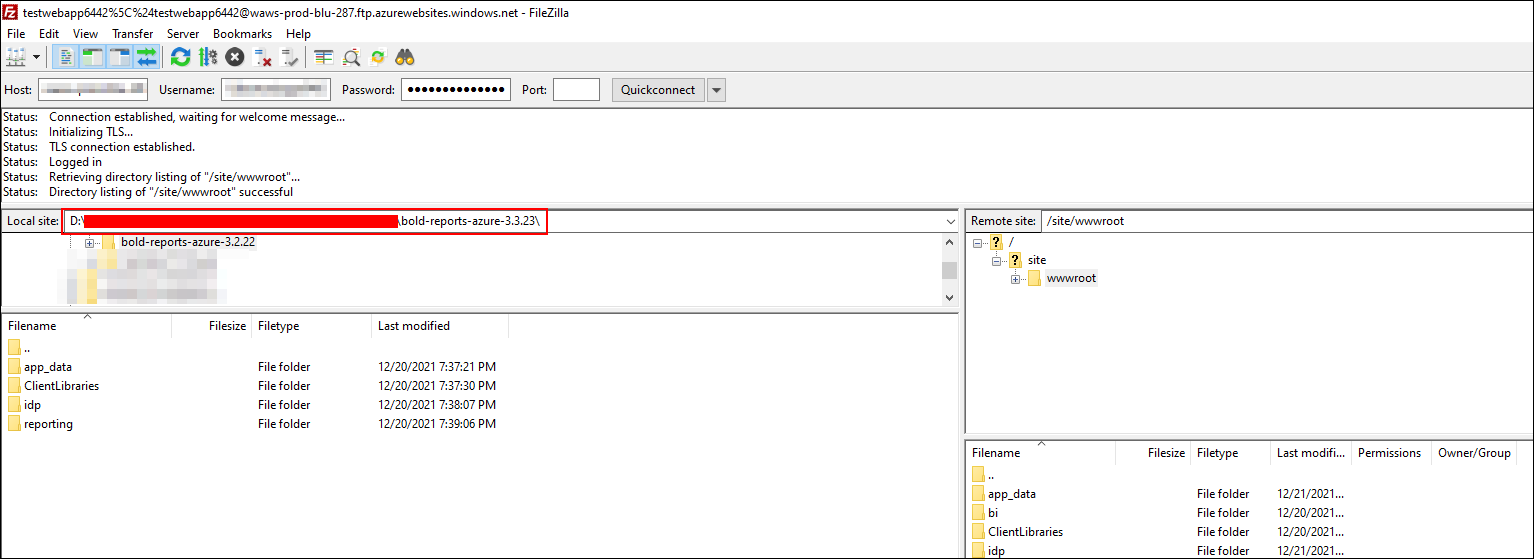 testwebapp6442%5C%24testwebapp6442@waws-prod-blu-287.ftp.azurewebsites.windows.net - FileZilla
File Edit View Transfer Server Bookmarks Help
Host: Username: Password: ●●●●●●●●●●●●●● Port: Quickconnect
Status: Connection established, waiting for welcome message...
Status: Initializing TLS...
Status: TLS connection established.
Status: Logged in
Status: Retrieving directory listing of "/site/wwwroot"...
Status: Directory listing of "/site/wwwroot" successful
Local site: D:\ \bold-reports-azure-3.3.23\
bold-reports-azure-3.2.22
Filename Filesize Filetype Last modified
..
app_data File folder 12/20/2021 7:37:21 PM
ClientLibraries File folder 12/20/2021 7:37:30 PM
idp File folder 12/20/2021 7:38:07 PM
reporting File folder 12/20/2021 7:39:06 PM
Remote site: /site/wwwroot
/
site
wwwroot
Filename Filesize Filetype Last modifi... Permissions Owner/Group
..
app_data File folder 12/21/2021...
bi File folder 12/20/2021...
ClientLibraries File folder 12/20/2021...
idp File folder 12/21/2021...